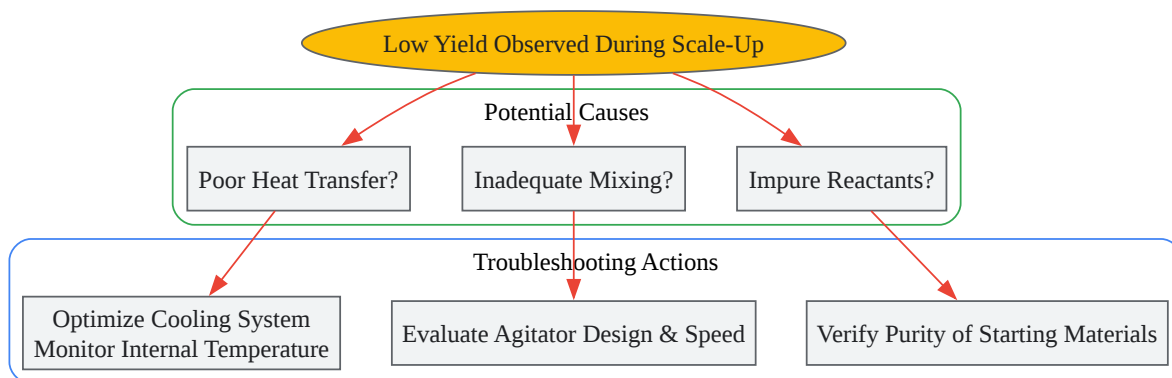 Low Yield Observed During Scale-Up
Potential Causes
Poor Heat Transfer?
Inadequate Mixing?
Impure Reactants?
Troubleshooting Actions
Optimize Cooling System
Monitor Internal Temperature
Evaluate Agitator Design & Speed
Verify Purity of Starting Materials